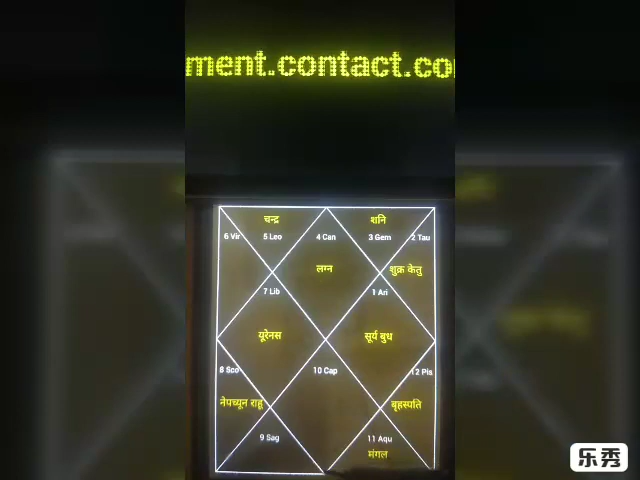 ment.contact.co
चन्द्र
शनि
6 Vir
5 Leo
4 Can
3 Gem
2 Tau
लग्न
शुक्र केतु
7 Lib
1 Ari
यूरेनस
सूर्य बुध
8 Sco
10 Cap
12 Pis
नेपच्यून राहू
बृहस्पति
9 Sag
11 Aqu
मंगल
乐秀